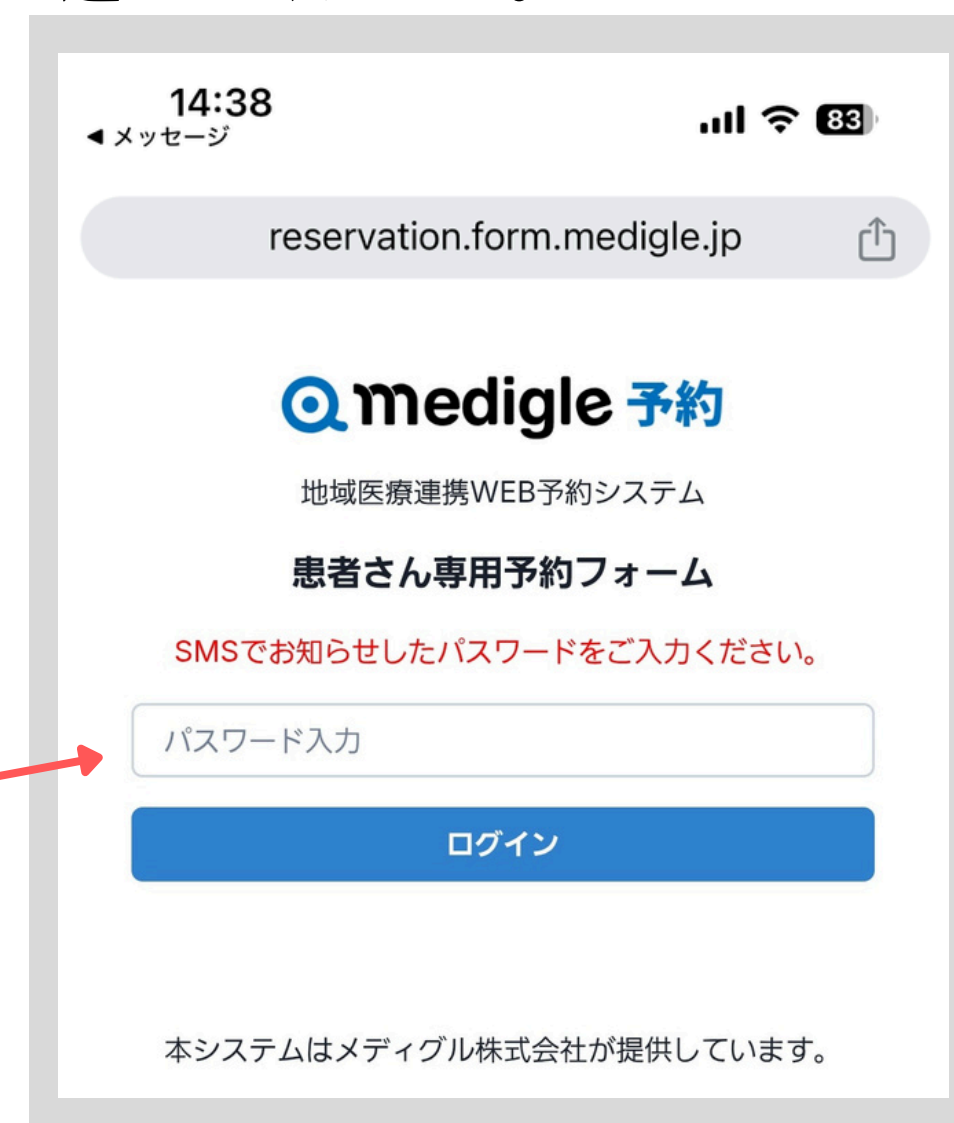 14:38
◀ メッセージ
83
reservation.form.medigle.jp
medigle 予約
地域医療連携WEB予約システム
患者さん専用予約フォーム
SMSでお知らせしたパスワードをご入力ください。
パスワード入力
ログイン
本システムはメディグル株式会社が提供しています。